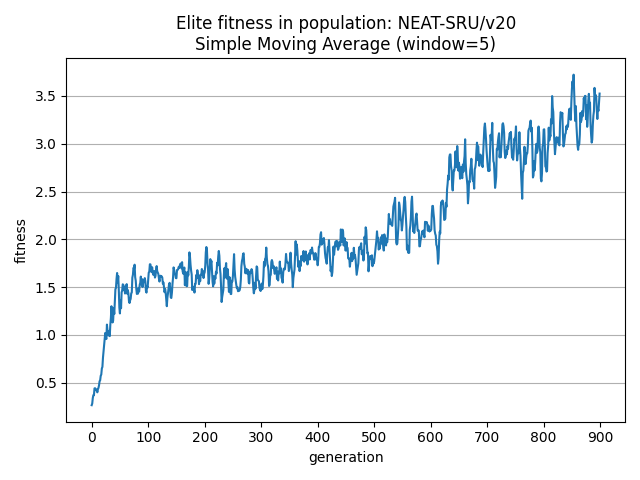 Elite fitness in population: NEAT-SRU/v20
Simple Moving Average (window=5)
fitness
3.5
3.0
2.5
2.0
1.5
1.0
0.5
0 100 200 300 400 500 600 700 800 900
generation